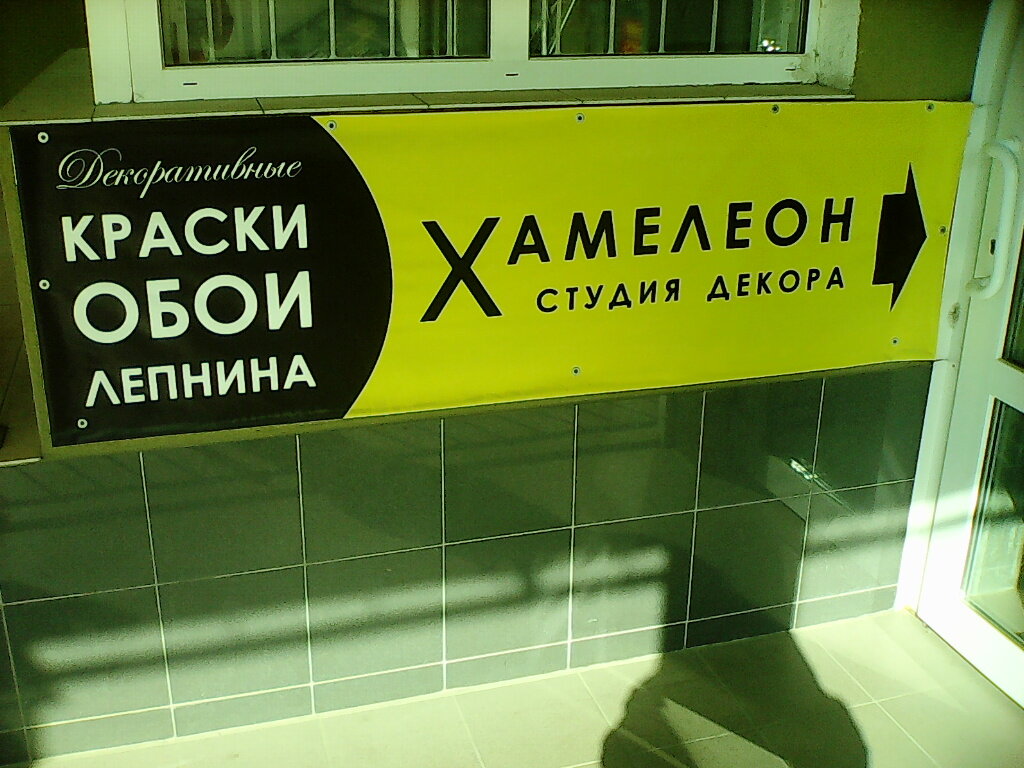 Декоративные
КРАСКИ
ОБОИ
ЛЕПНИНА
ХАМЕЛЕОН
СТУДИЯ ДЕКОРА